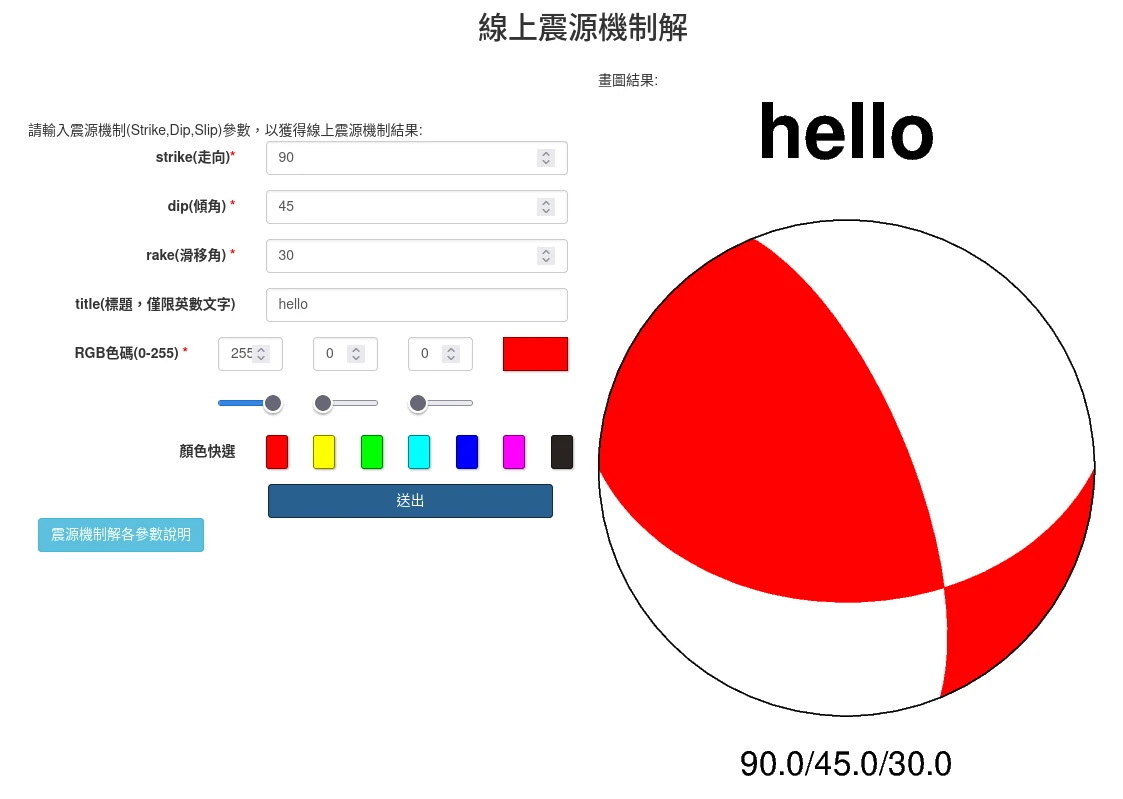 線上震源機制解
畫圖結果:
hello
請輸入震源機制(Strike,Dip,Slip)參數，以獲得線上震源機制結果:
strike(走向)* 90
dip(傾角) * 45
rake(滑移角) * 30
title(標題，僅限英數文字) hello
RGB色碼(0-255) * 255 0 0
顏色快選
送出
震源機制解各參數說明
90.0/45.0/30.0